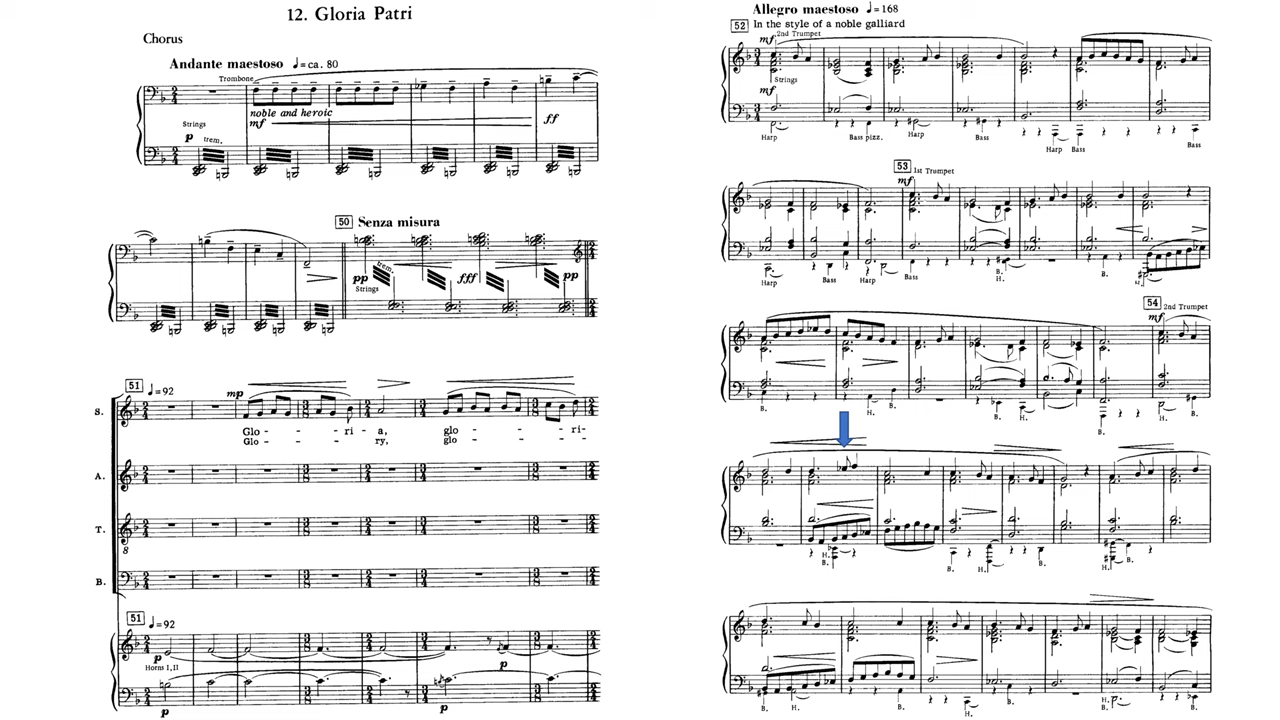 12. Gloria Patri
Chorus
Andante maestoso ♩= ca. 80
Trombone
noble and heroic
Strings
mf
ff
p trem.
50 Senza misura
trem.
pp
fff
pp
Strings
51 ♩= 92
mp
S.
Glo - - ri - a, glo - - ri-
Glo - - - - ry, glo - - -
A.
T.
8
B.
51 ♩= 92
p
Horns I, II
p
p
p
Allegro maestoso ♩= 168
52 In the style of a noble galliard
mf 2nd Trumpet
Strings
mf
Harp Bass pizz. Harp Bass Bass
53 1st Trumpet
mf
Harp Bass Harp Bass B. H. B. H.
54 2nd Trumpet
mf
B. H. B. H. B. H. B.
H. B. H. B. H. B. H. B. H.
B. H. B. H. B. H. B.